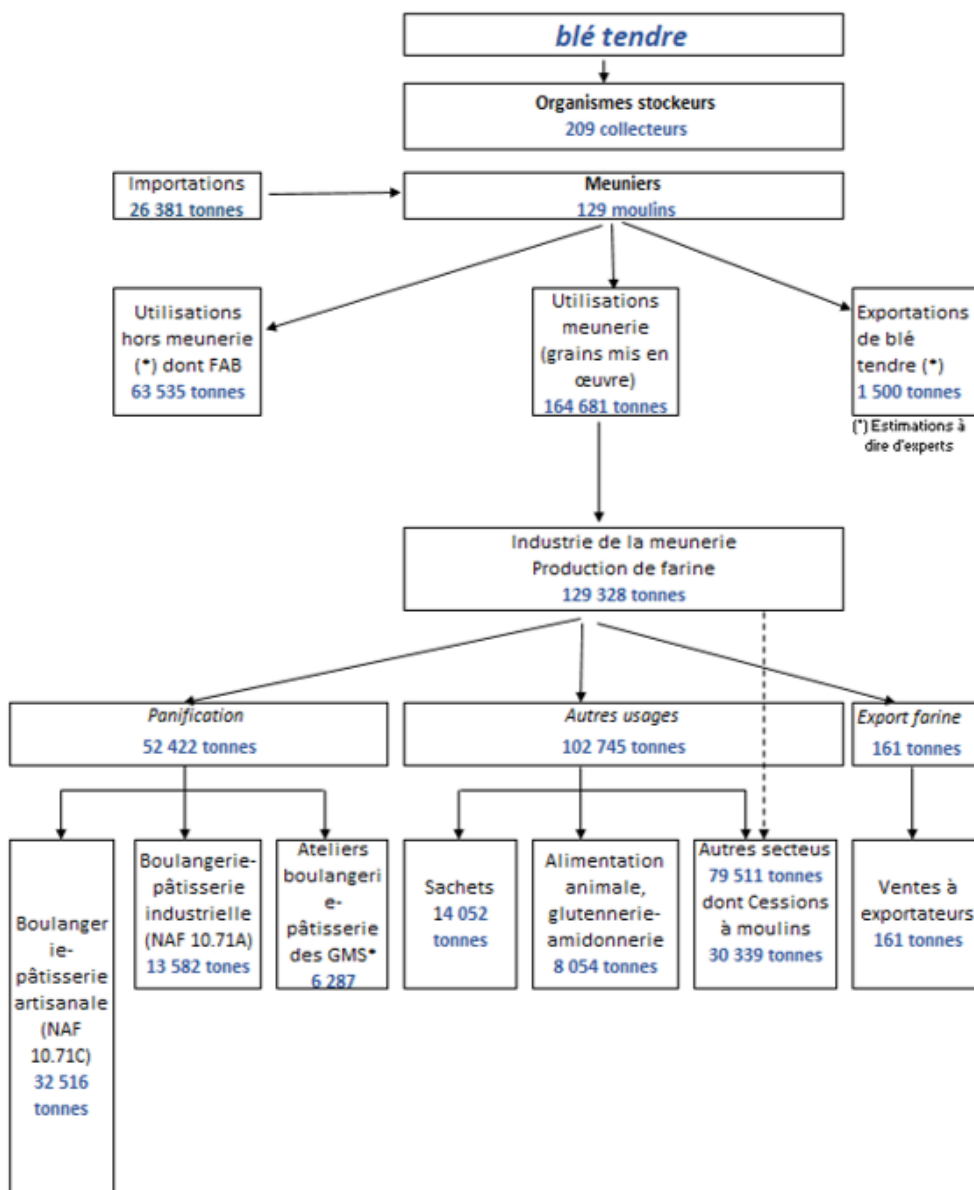 blé tendre
Organismes stockeurs
209 collecteurs
Importations
26 381 tonnes
Meuniers
129 moulins
Utilisations
hors meunerie
(*) dont FAB
63 535 tonnes
Utilisations
meunerie
(grains mis en
œuvre)
164 681 tonnes
Exportations
de blé
tendre (*)
1 500 tonnes
(*) Estimations à
dire d'experts
Industrie de la meunerie
Production de farine
129 328 tonnes
Panification
52 422 tonnes
Autres usages
102 745 tonnes
Export farine
161 tonnes
Boulanger
ie-
pâtisserie
artisanale
(NAF
10.71C)
32 516
tonnes
Boulangerie-
pâtisserie
industrielle
(NAF 10.71A)
13 582 tones
Ateliers
boulangeri
e-
pâtisserie
des GMS*
6 287
Sachets
14 052
tonnes
Alimentation
animale,
glutennerie-
amidonnerie
8 054 tonnes
Autres secteus
79 511 tonnes
dont Cessions
à moulins
30 339 tonnes
Ventes à
exportateurs
161 tonnes